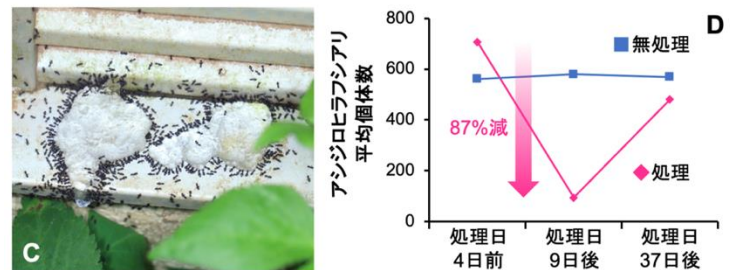 C
D
800
600
400
200
0
アシジロヒラフシアリ
平均個体数
無処理
87%減
処理
処理日
4日前
処理日
9日後
処理日
37日後